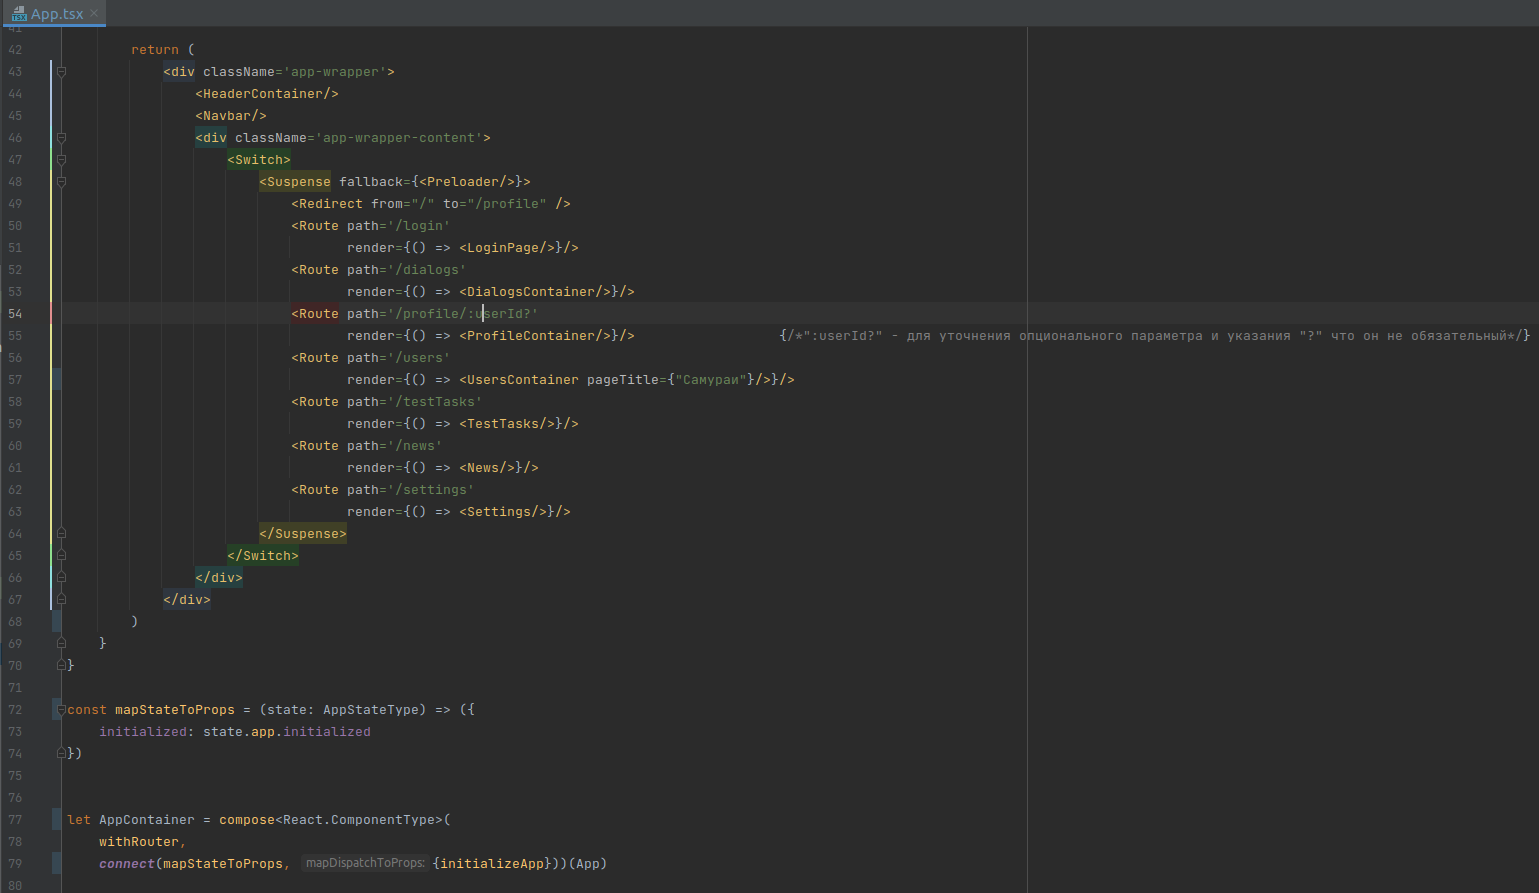 App.tsx
41
42 return (
43 <div className='app-wrapper'>
44 <HeaderContainer/>
45 <Navbar/>
46 <div className='app-wrapper-content'>
47 <Switch>
48 <Suspense fallback={<Preloader/>}>
49 <Redirect from="/" to="/profile" />
50 <Route path='/login'
51 render={() => <LoginPage/>}/>
52 <Route path='/dialogs'
53 render={() => <DialogsContainer/>}/>
54 <Route path='/profile/:userId?'
55 render={() => <ProfileContainer/>}/> {/*":userId?" - для уточнения опционального параметра и указания "?" что он не обязательный*/}
56 <Route path='/users'
57 render={() => <UsersContainer pageTitle={"Самураи"}/>}/>
58 <Route path='/testTasks'
59 render={() => <TestTasks/>}/>
60 <Route path='/news'
61 render={() => <News/>}/>
62 <Route path='/settings'
63 render={() => <Settings/>}/>
64 </Suspense>
65 </Switch>
66 </div>
67 </div>
68 )
69 }
70 }
71
72 const mapStateToProps = (state: AppStateType) => ({
73 initialized: state.app.initialized
74 })
75
76
77 let AppContainer = compose<React.ComponentType>(
78 withRouter,
79 connect(mapStateToProps, mapDispatchToProps: {initializeApp}))(App)
80